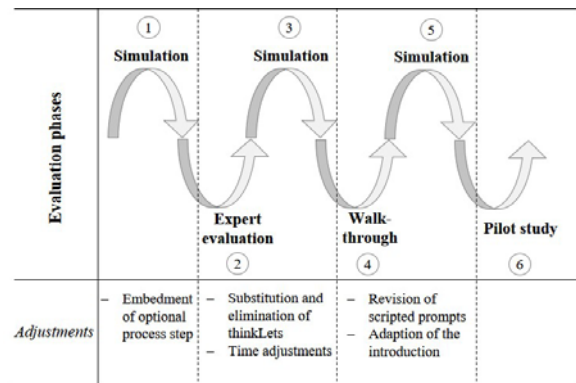 Evaluation phases
1
Simulation
3
Simulation
5
Simulation
Expert
evaluation
2
Walk-
through
4
Pilot study
6
Adjustments
– Embedment
of optional
process step
– Substitution and
elimination of
thinkLets
– Time adjustments
– Revision of
scripted prompts
– Adaption of the
introduction